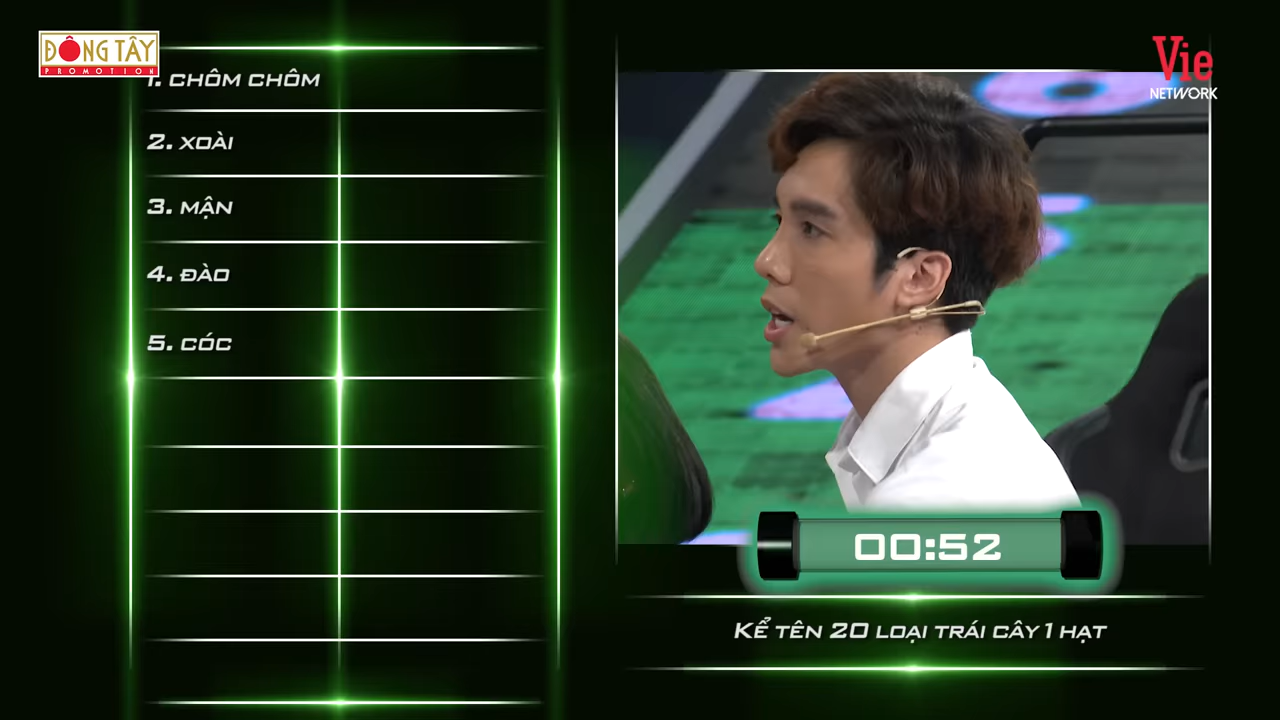 ĐÔNG TÂY
PROMOTION
1. CHÔM CHÔM
2. XOÀI
3. MẬN
4. ĐÀO
5. CÓC
Vie
NETWORK
00:52
KỂ TÊN 20 LOẠI TRÁI CÂY 1 HẠT